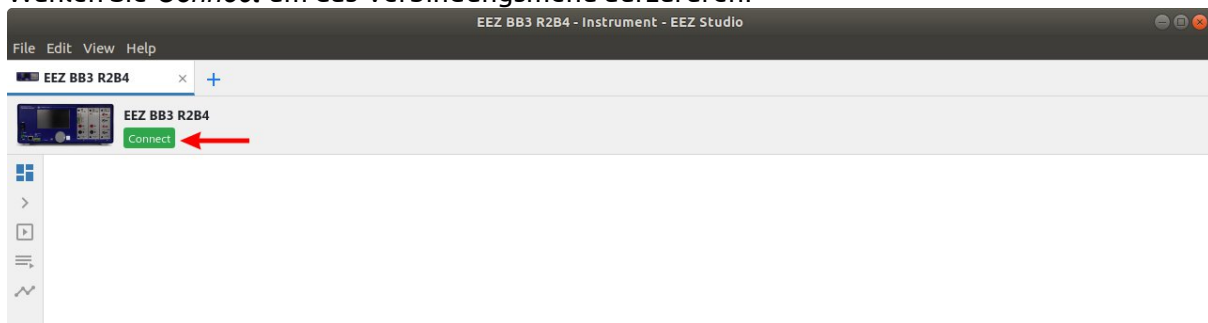 EEZ BB3 R2B4 - Instrument - EEZ Studio
File Edit View Help
EEZ BB3 R2B4 × +
EEZ BB3 R2B4
Connect